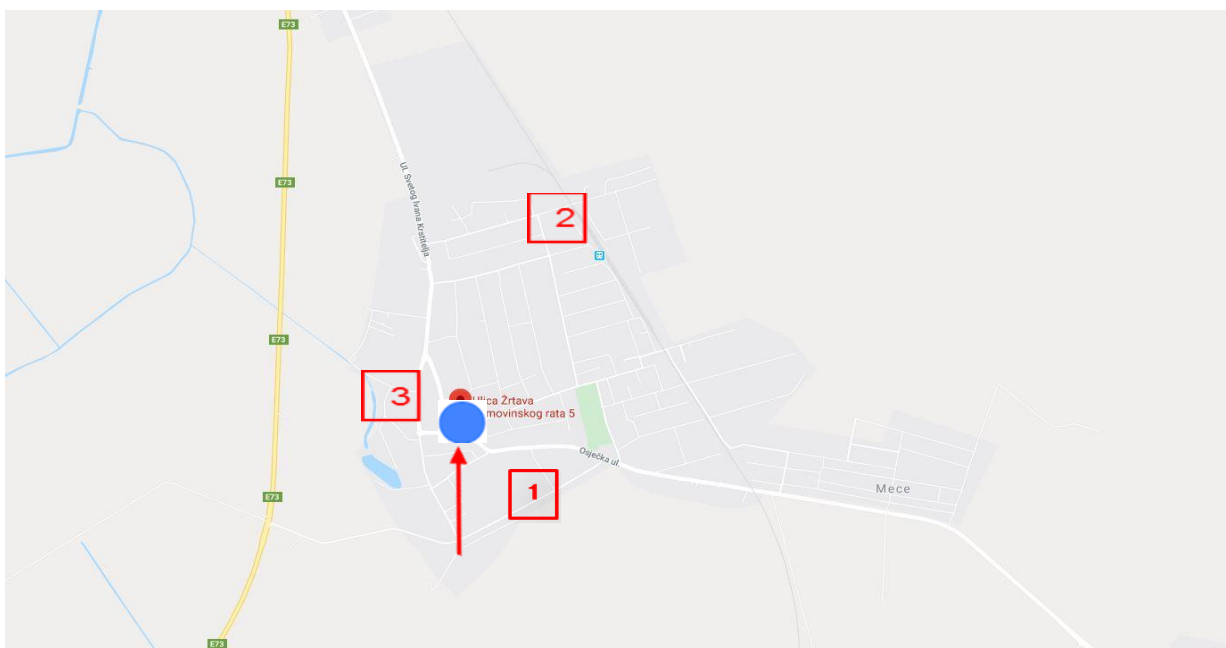 E73
E73
Ul. Svetog Ivana Krstitelja
2
E73
3
Ulica Žrtava
movinskog rata 5
Osječka ul.
1
Mece
E73
E73